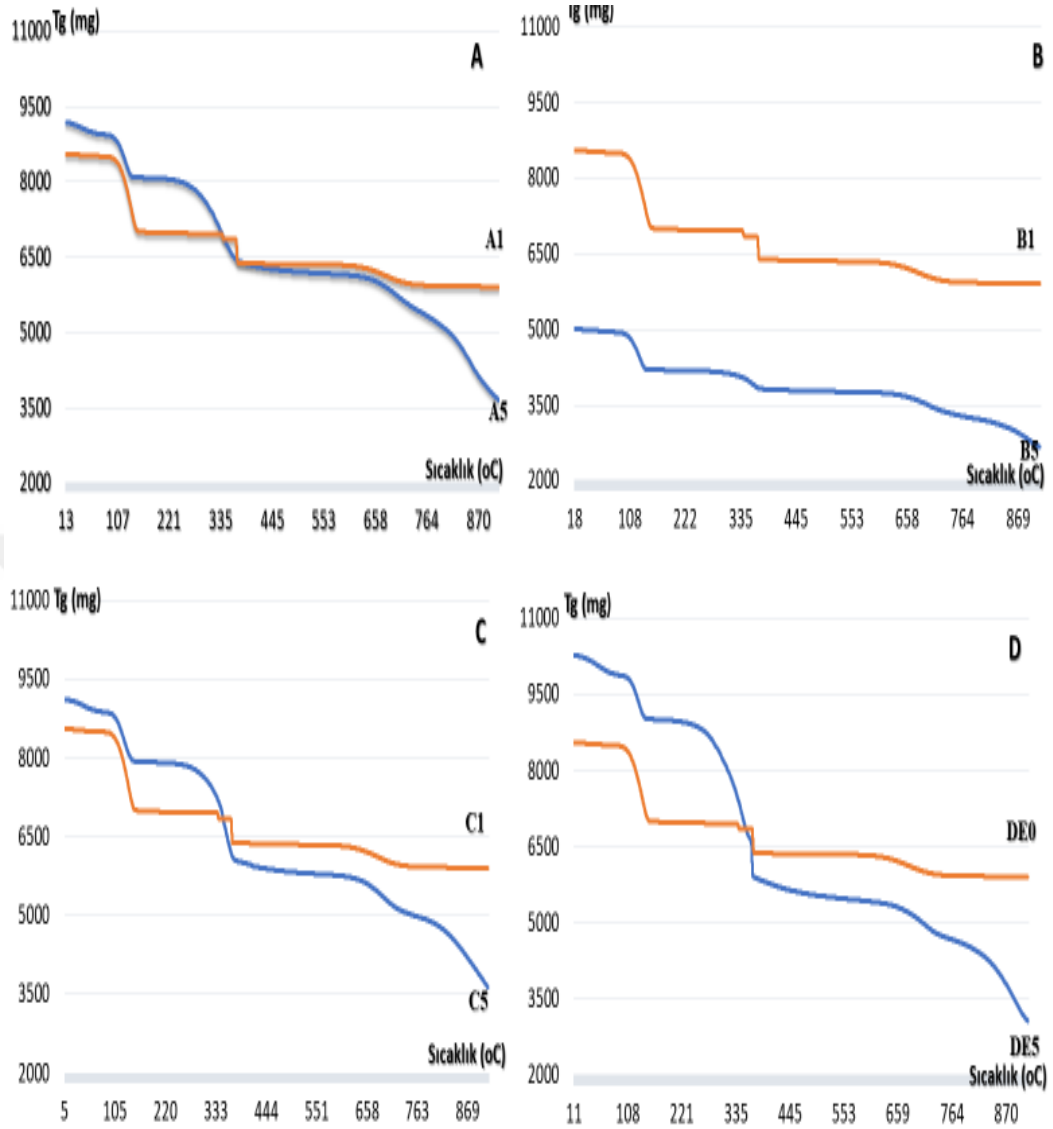 11000 Tg (mg)
A
9500
8000
A1
6500
5000
3500
A5
Sıcaklık (oC)
2000
13 107 221 335 445 553 658 764 870
Tg (mg)
11000
B
9500
8000
B1
6500
5000
3500
B5
Sıcaklık (oC)
2000
18 108 222 335 445 553 658 764 869
11000 Tg (mg)
C
9500
8000
C1
6500
5000
3500
C5
Sıcaklık (oC)
2000
5 105 220 333 444 551 658 763 869
Tg (mg)
11000
D
9500
8000
DE0
6500
5000
3500
DE5
Sıcaklık (oC)
2000
11 108 221 335 445 553 659 764 870